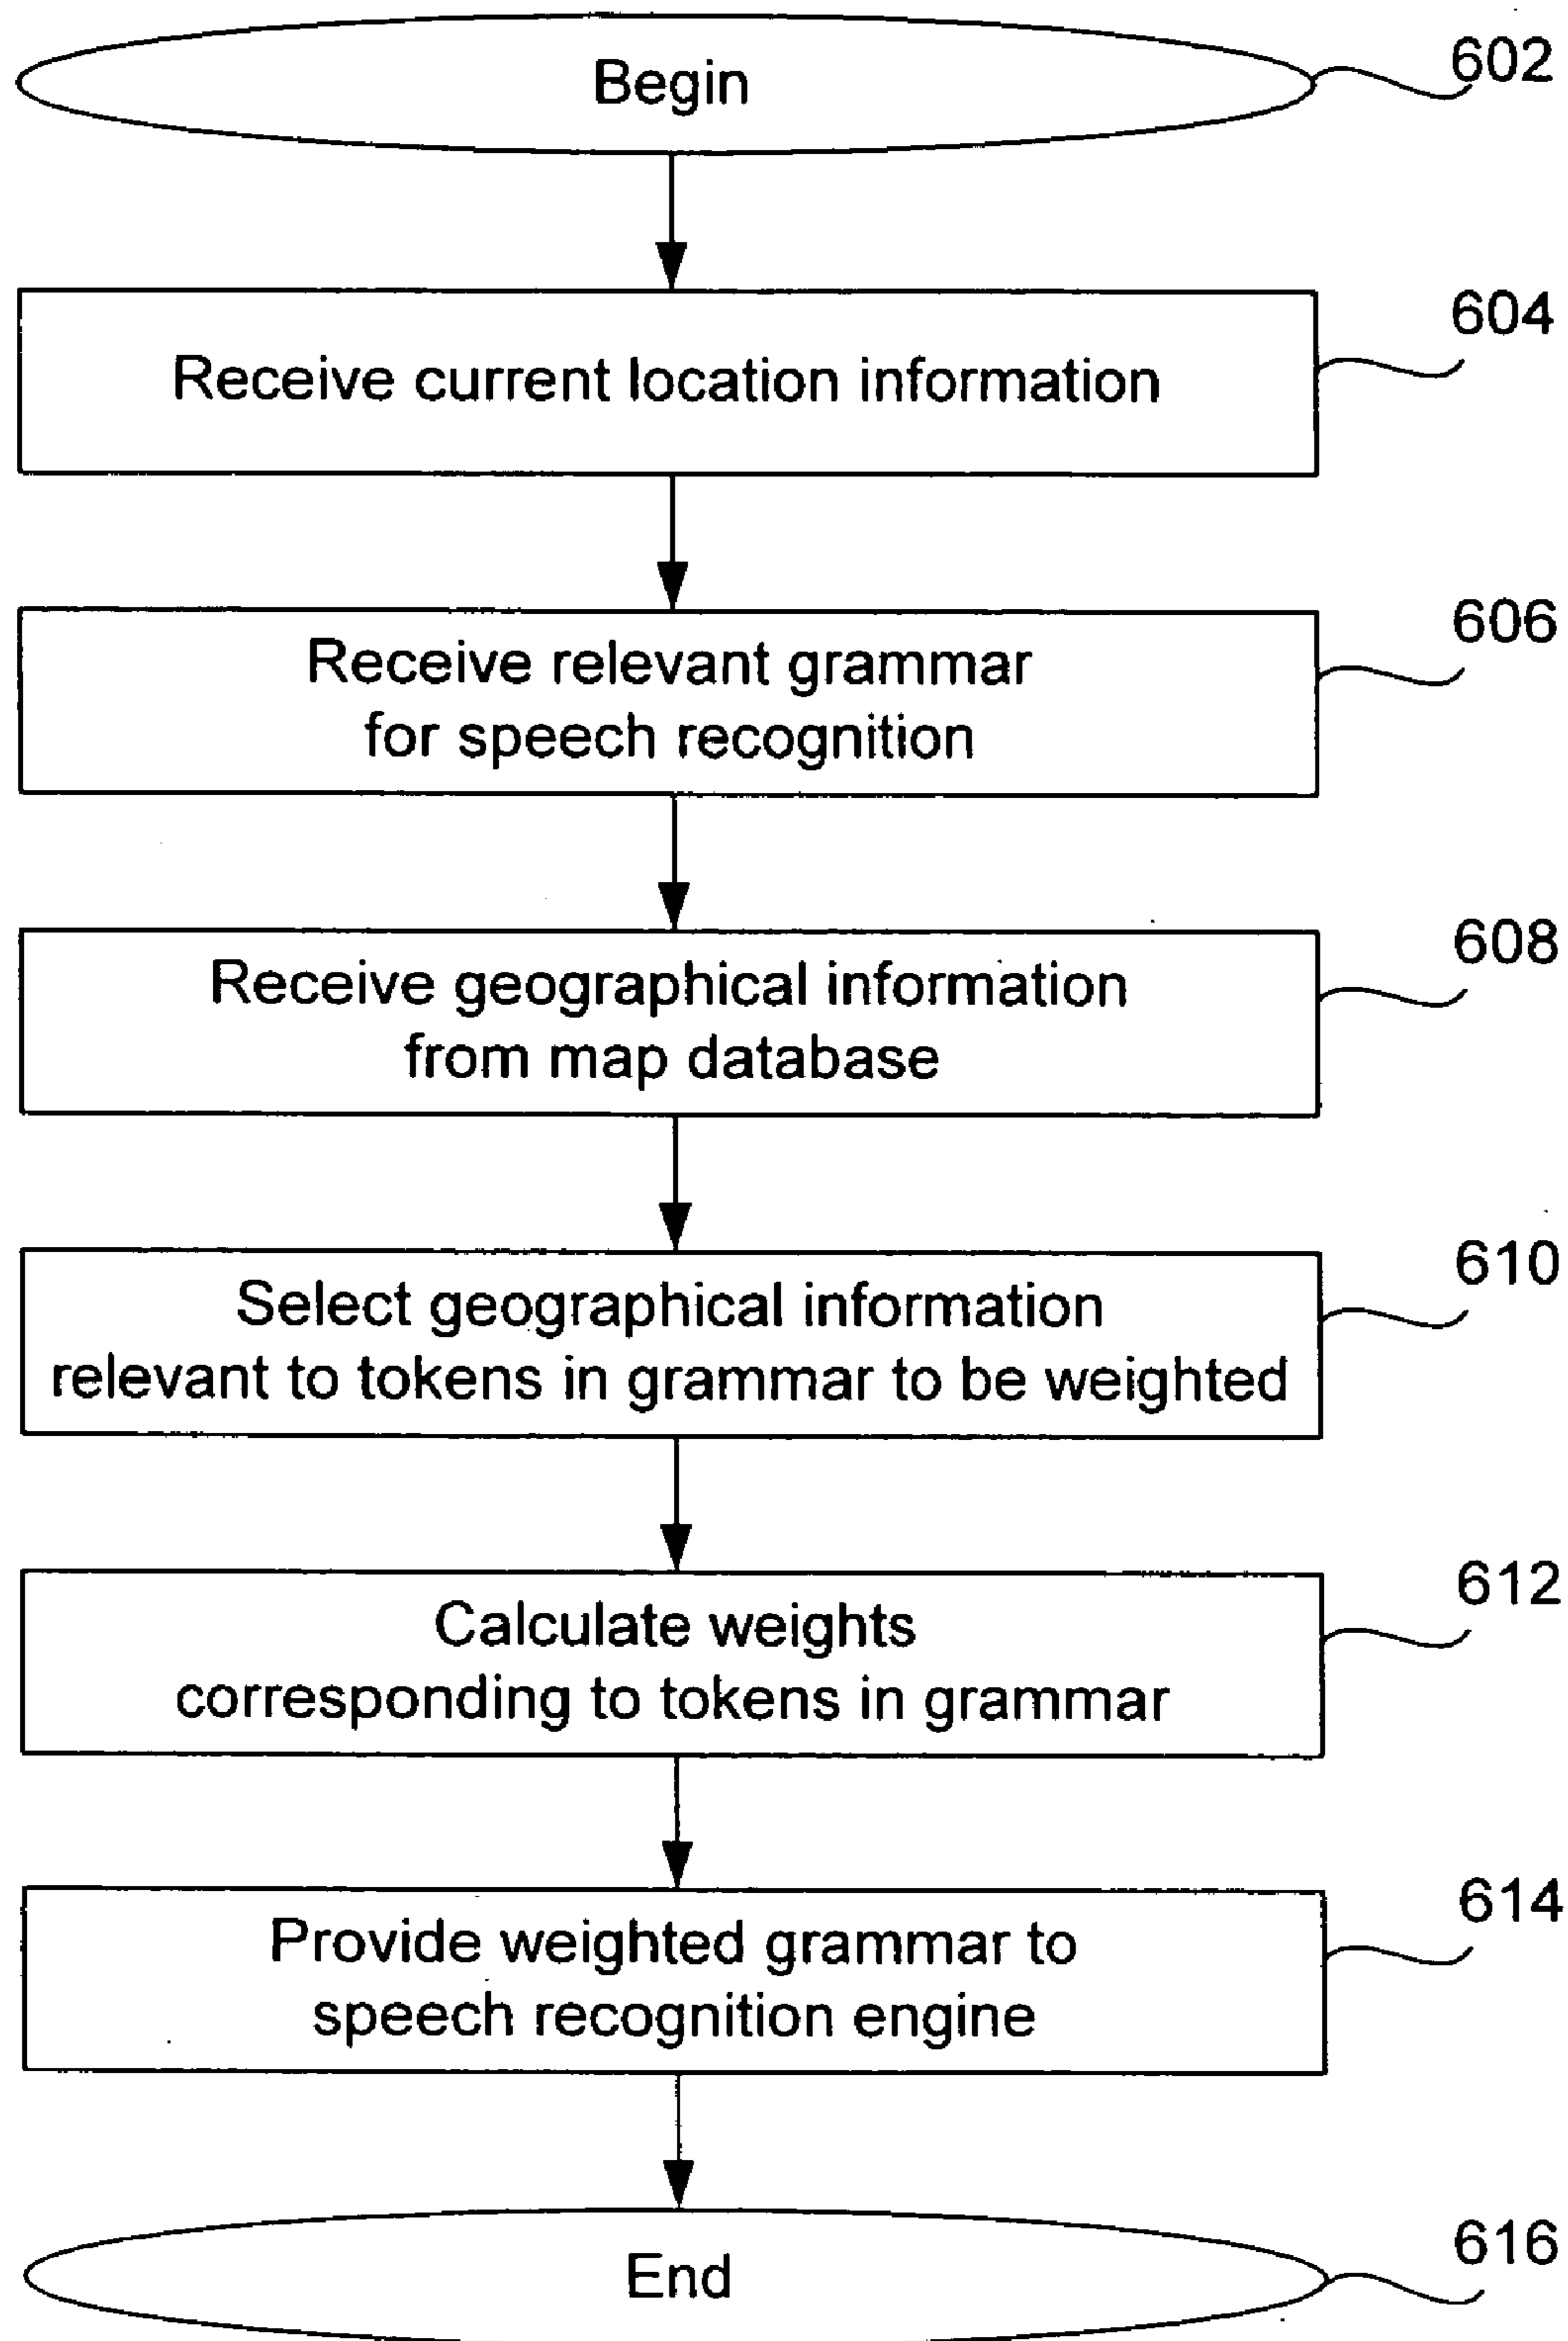 Begin
602
604
Receive current location information
606
Receive relevant grammar
for speech recognition
608
Receive geographical information
from map database
610
Select geographical information
relevant to tokens in grammar to be weighted
612
Calculate weights
corresponding to tokens in grammar
614
Provide weighted grammar to
speech recognition engine
616
End